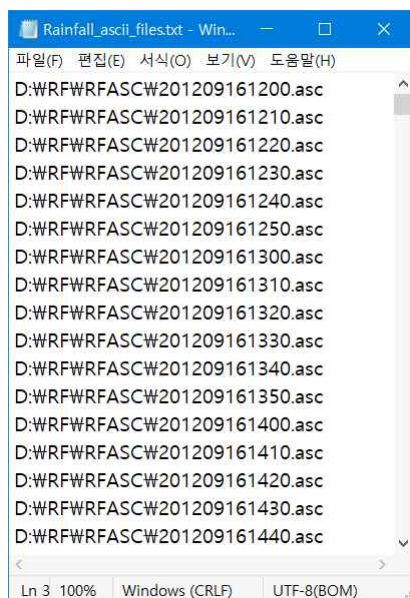 Rainfall_ascii_files.txt - Win...
파일(F) 편집(E) 서식(O) 보기(V) 도움말(H)
D:₩RF₩RFASC₩201209161200.asc
D:₩RF₩RFASC₩201209161210.asc
D:₩RF₩RFASC₩201209161220.asc
D:₩RF₩RFASC₩201209161230.asc
D:₩RF₩RFASC₩201209161240.asc
D:₩RF₩RFASC₩201209161250.asc
D:₩RF₩RFASC₩201209161300.asc
D:₩RF₩RFASC₩201209161310.asc
D:₩RF₩RFASC₩201209161320.asc
D:₩RF₩RFASC₩201209161330.asc
D:₩RF₩RFASC₩201209161340.asc
D:₩RF₩RFASC₩201209161350.asc
D:₩RF₩RFASC₩201209161400.asc
D:₩RF₩RFASC₩201209161410.asc
D:₩RF₩RFASC₩201209161420.asc
D:₩RF₩RFASC₩201209161430.asc
D:₩RF₩RFASC₩201209161440.asc
Ln 3 100% Windows (CRLF) UTF-8(BOM)